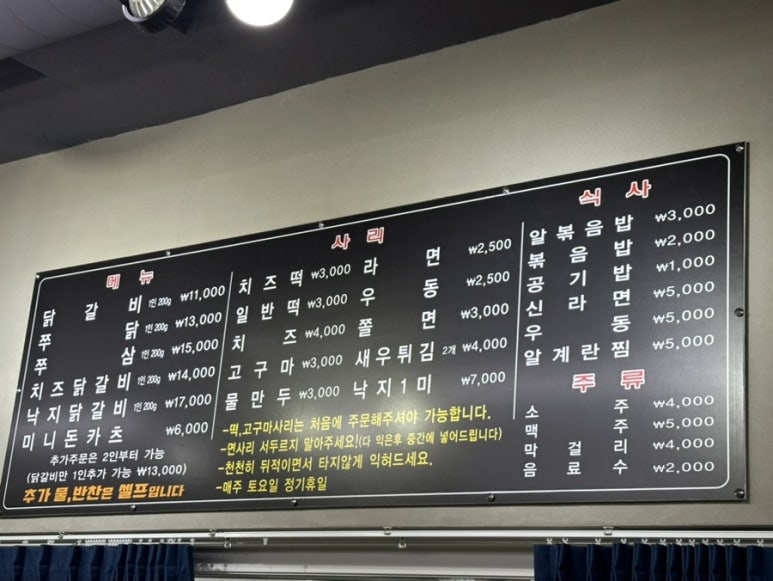 메 뉴
닭 갈 비 1인 200g ₩11,000
쭈 닭 1인 200g ₩13,000
쭈 삼 1인 200g ₩15,000
치즈닭갈비 1인 200g ₩14,000
낙지닭갈비 1인 200g ₩17,000
미니돈카츠 ₩6,000
추가주문은 2인부터 가능
(닭갈비만 1인추가 가능 ₩13,000)
추가 물,반찬은 셀프입니다
사 리
치즈떡 ₩3,000 라 면 ₩2,500
일반떡 ₩3,000 우 동 ₩2,500
치 즈 ₩4,000 쫄 면 ₩3,000
고구마 ₩3,000 새우튀김 2개 ₩4,000
물만두 ₩3,000 낙지1미 ₩7,000
-떡,고구마사리는 처음에 주문해주셔야 가능합니다.
-면사리 서두르지 말아주세요!(다 익은후 중간에 넣어드립니다)
-천천히 뒤적이면서 타지않게 익혀드세요.
-매주 토요일 정기휴일
식 사
알볶음밥 ₩3,000
볶 음 밥 ₩2,000
공 기 밥 ₩1,000
신 라 면 ₩5,000
우 동 ₩5,000
알계란찜 ₩5,000
주 류
소 주 ₩4,000
맥 주 ₩5,000
막 걸 리 ₩4,000
음 료 수 ₩2,000